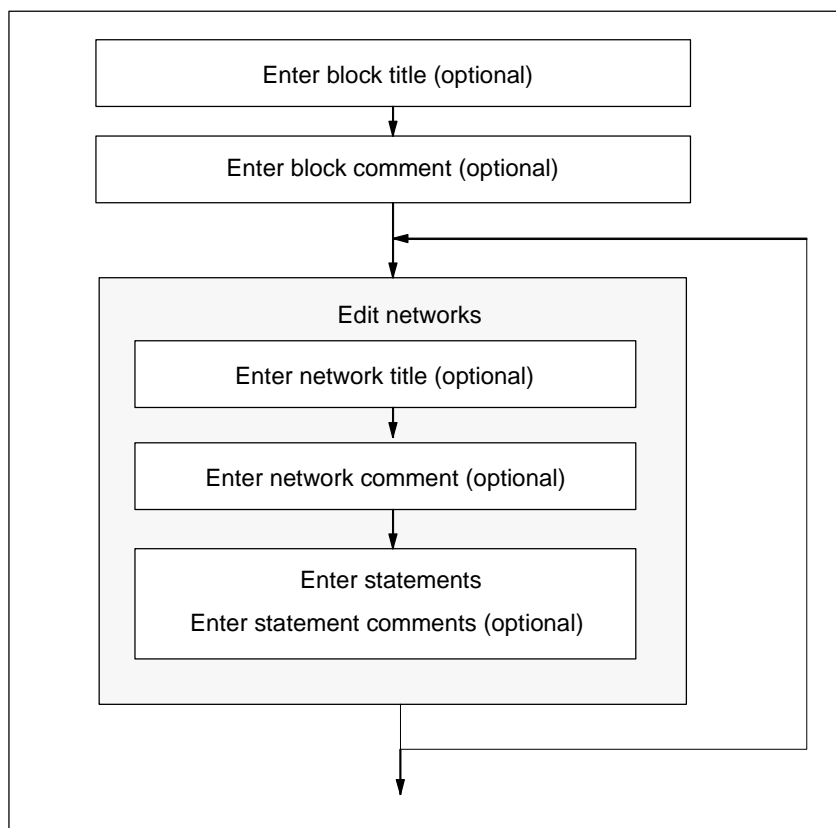 Enter block title (optional)
Enter block comment (optional)
Edit networks
Enter network title (optional)
Enter network comment (optional)
Enter statements
Enter statement comments (optional)